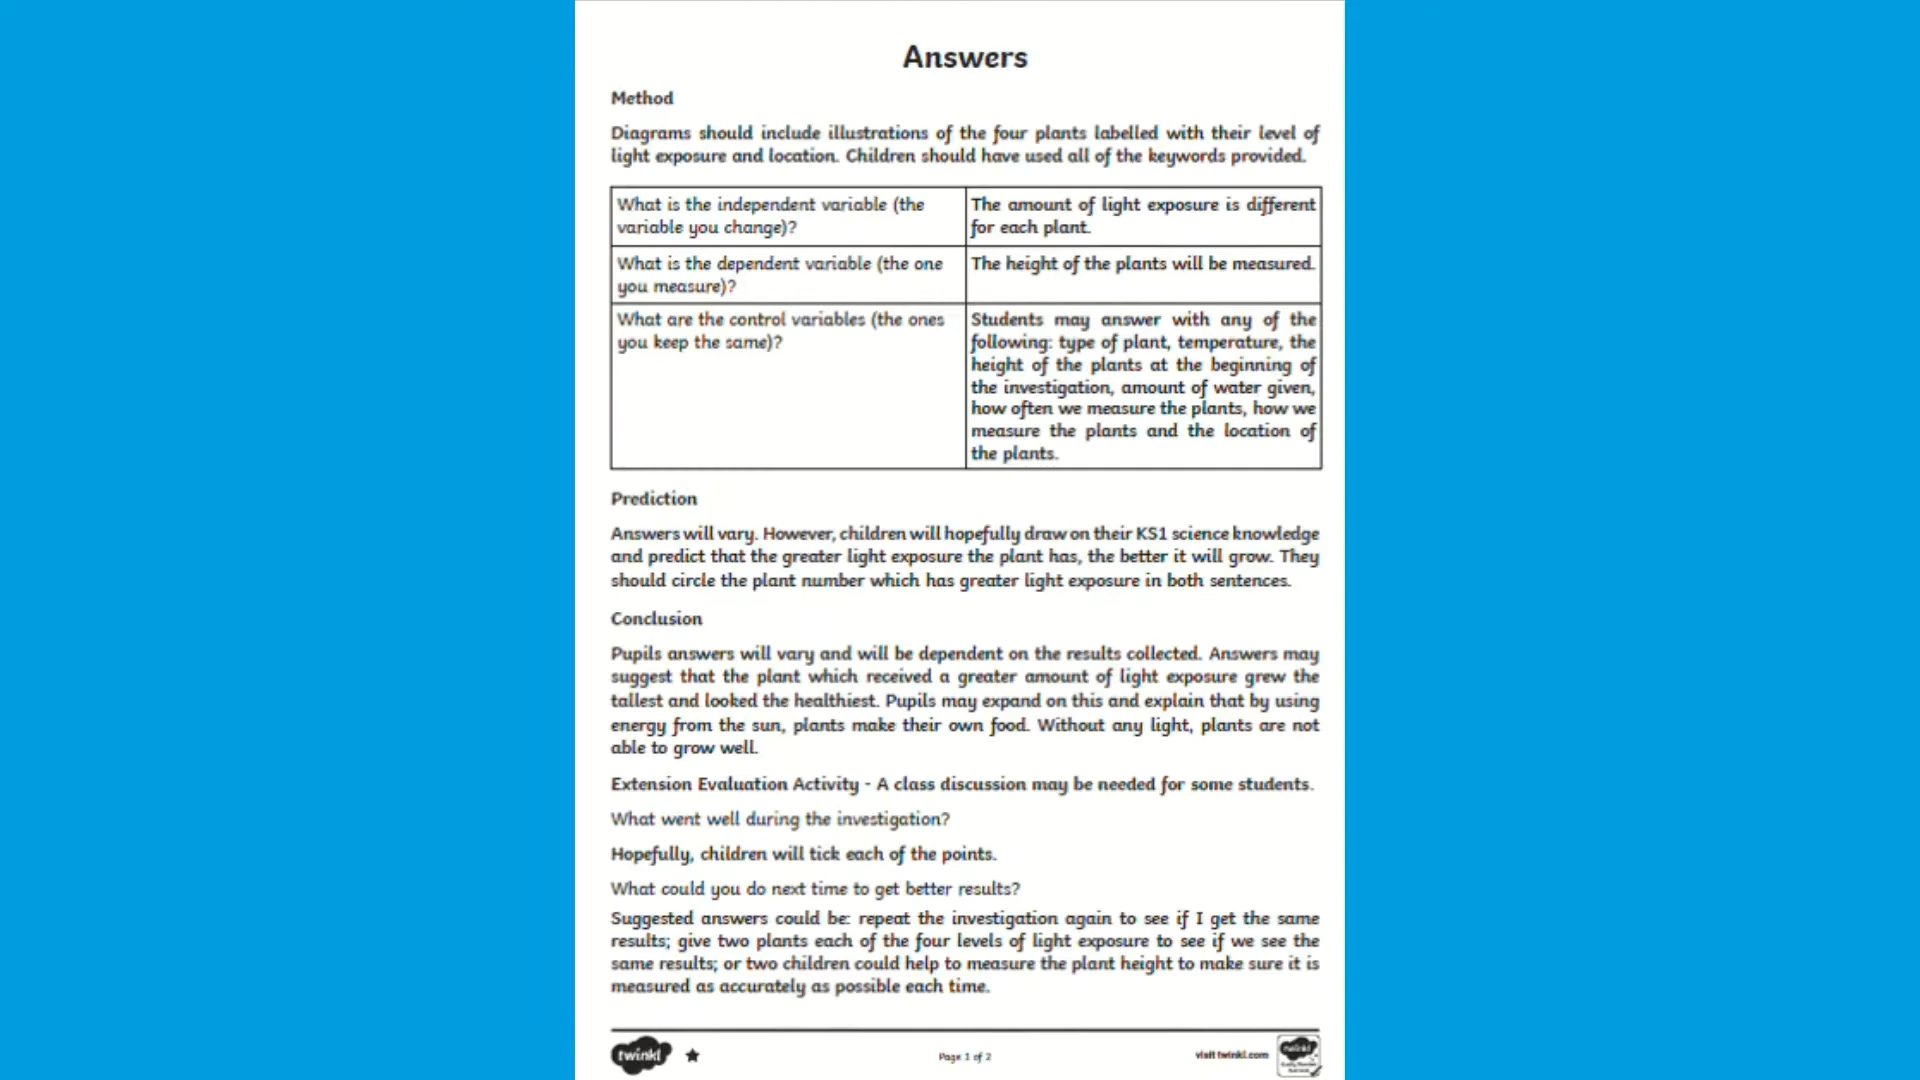 Answers
Method
Diagrams should include illustrations of the four plants labelled with their level of
light exposure and location. Children should have used all of the keywords provided.
What is the independent variable (the
variable you change)?
The amount of light exposure is different
for each plant.
What is the dependent variable (the one
you measure)?
The height of the plants will be measured.
What are the control variables (the ones
you keep the same)?
Students may answer with any of the
following: type of plant, temperature, the
height of the plants at the beginning of
the investigation, amount of water given,
how often we measure the plants, how we
measure the plants and the location of
the plants.
Prediction
Answers will vary. However, children will hopefully draw on their KS1 science knowledge
and predict that the greater light exposure the plant has, the better it will grow. They
should circle the plant number which has greater light exposure in both sentences.
Conclusion
Pupils answers will vary and will be dependent on the results collected. Answers may
suggest that the plant which received a greater amount of light exposure grew the
tallest and looked the healthiest. Pupils may expand on this and explain that by using
energy from the sun, plants make their own food. Without any light, plants are not
able to grow well.
Extension Evaluation Activity - A class discussion may be needed for some students.
What went well during the investigation?
Hopefully, children will tick each of the points.
What could you do next time to get better results?
Suggested answers could be: repeat the investigation again to see if I get the same
results; give two plants each of the four levels of light exposure to see if we see the
same results; or two children could help to measure the plant height to make sure it is
measured as accurately as possible each time.
twinkl
Page 1 of 2
visit twinkl.com
twinkl